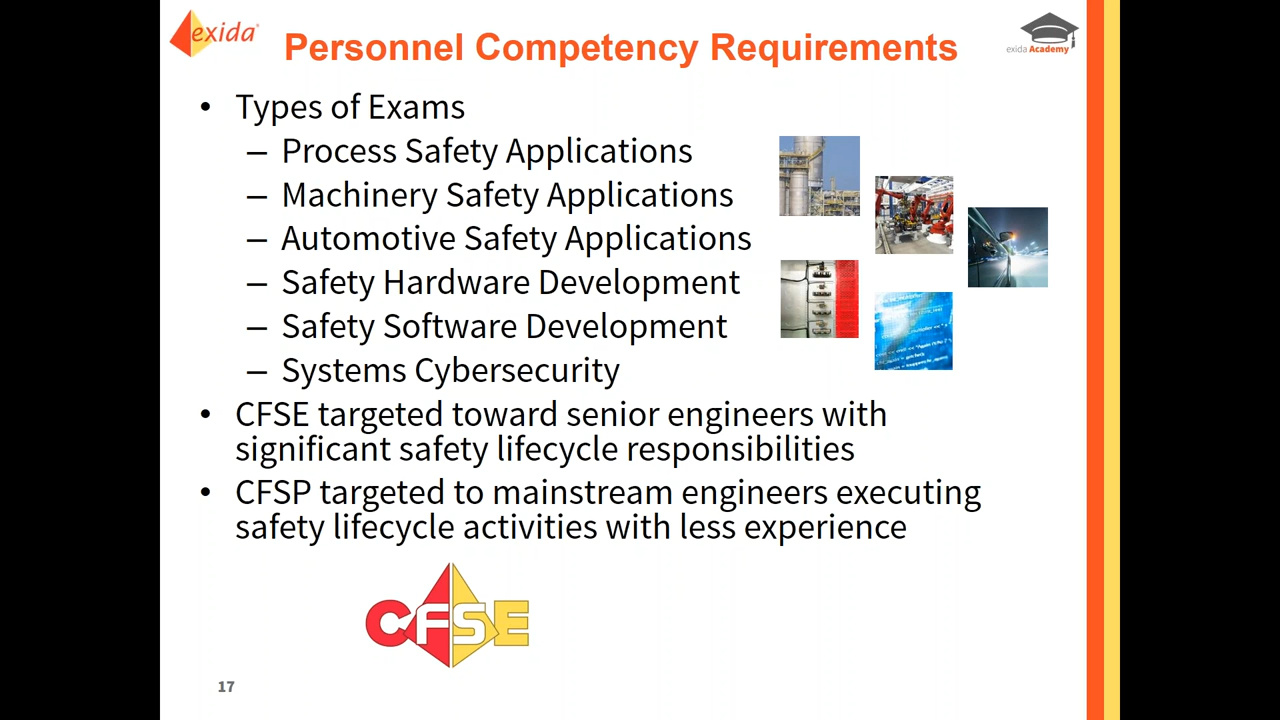 exida
Personnel Competency Requirements
exida Academy
• Types of Exams
– Process Safety Applications
– Machinery Safety Applications
– Automotive Safety Applications
– Safety Hardware Development
– Safety Software Development
– Systems Cybersecurity
• CFSE targeted toward senior engineers with
significant safety lifecycle responsibilities
• CFSP targeted to mainstream engineers executing
safety lifecycle activities with less experience
CFSE
17